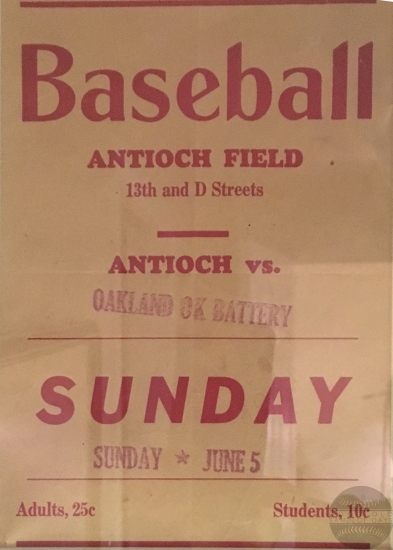 Baseball
ANTIOCH FIELD
13th and D Streets
ANTIOCH vs.
OAKLAND OK BATTERY
SUNDAY
SUNDAY * JUNE 5
Adults, 25c Students, 10c